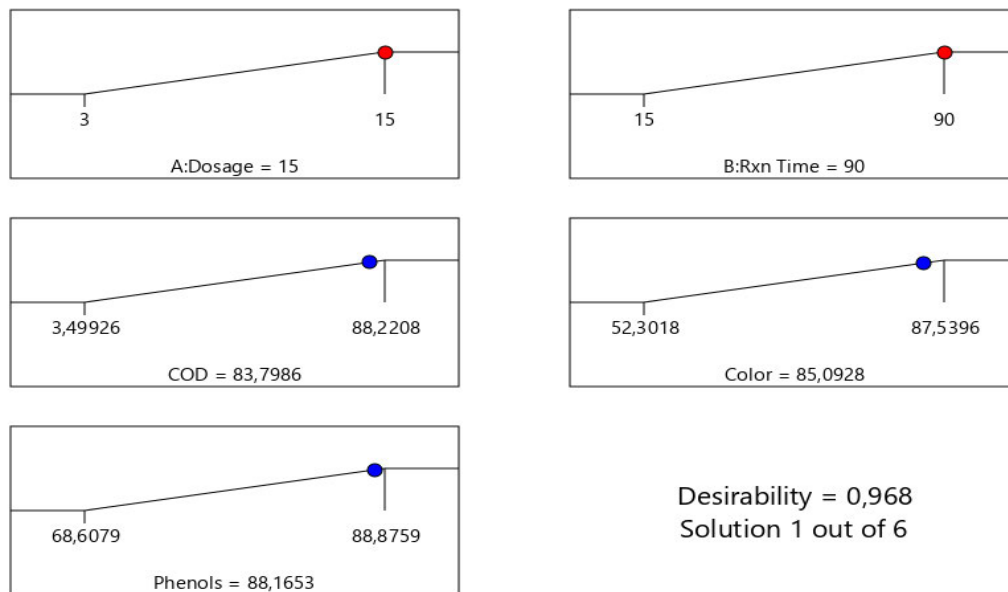 3 15
A:Dosage = 15
15 90
B:Rxn Time = 90
3,49926 88,2208
COD = 83,7986
52,3018 87,5396
Color = 85,0928
68,6079 88,8759
Phenols = 88,1653
Desirability = 0,968
Solution 1 out of 6